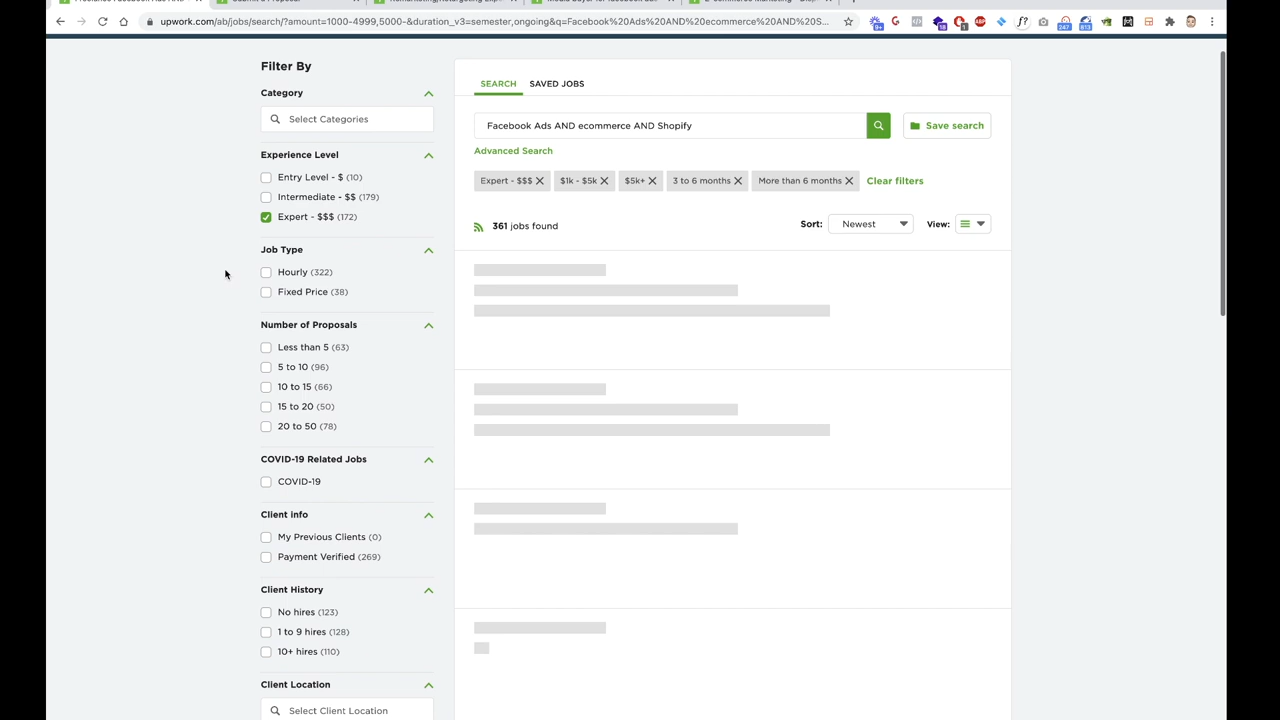 upwork.com/ab/jobs/search/?amount=1000-4999,5000-&duration_v3=semester,ongoing&q=Facebook%20Ads%20AND%20ecommerce%20AND%20S...
Filter By
Category
Select Categories
Experience Level
Entry Level - $ (10)
Intermediate - $$ (179)
Expert - $$$ (172)
Job Type
Hourly (322)
Fixed Price (38)
Number of Proposals
Less than 5 (63)
5 to 10 (96)
10 to 15 (66)
15 to 20 (50)
20 to 50 (78)
COVID-19 Related Jobs
COVID-19
Client info
My Previous Clients (0)
Payment Verified (269)
Client History
No hires (123)
1 to 9 hires (128)
10+ hires (110)
Client Location
Select Client Location
SEARCH SAVED JOBS
Facebook Ads AND ecommerce AND Shopify
Save search
Advanced Search
Expert - $$$ $1k - $5k $5k+ 3 to 6 months More than 6 months Clear filters
361 jobs found
Sort: Newest View: